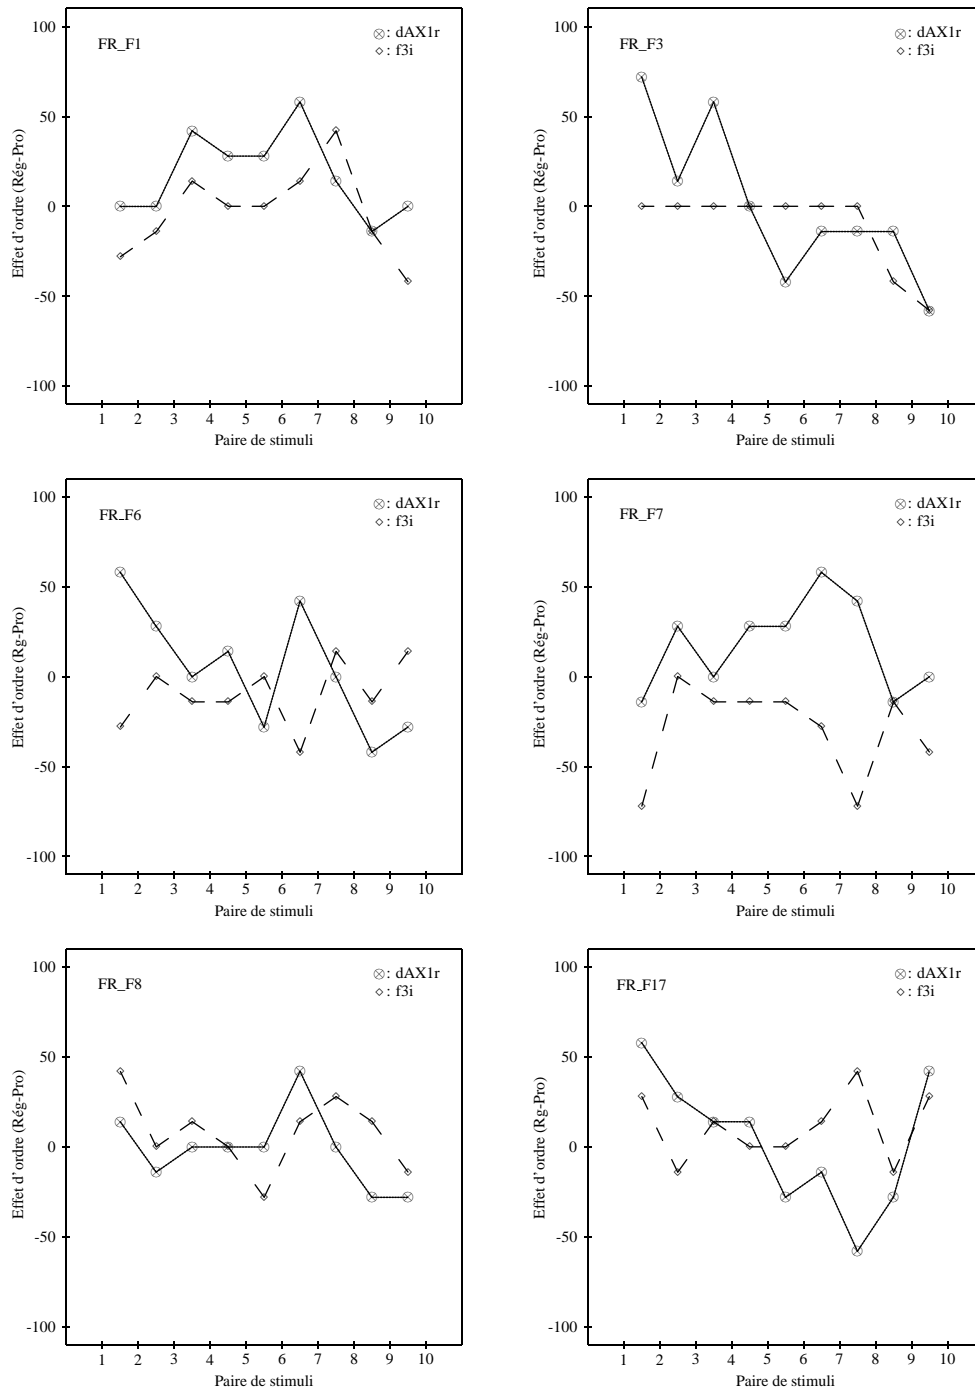 FR_F1
⊗: dAX1r
◇: f3i
100
50
0
-50
-100
Effet d'ordre (Rég-Pro)
1 2 3 4 5 6 7 8 9 10
Paire de stimuli
FR_F3
⊗: dAX1r
◇: f3i
100
50
0
-50
-100
Effet d'ordre (Rég-Pro)
1 2 3 4 5 6 7 8 9 10
Paire de stimuli
FR_F6
⊗: dAX1r
◇: f3i
100
50
0
-50
-100
Effet d'ordre (Rg-Pro)
1 2 3 4 5 6 7 8 9 10
Paire de stimuli
FR_F7
⊗: dAX1r
◇: f3i
100
50
0
-50
-100
Effet d'ordre (Rég-Pro)
1 2 3 4 5 6 7 8 9 10
Paire de stimuli
FR_F8
⊗: dAX1r
◇: f3i
100
50
0
-50
-100
Effet d'ordre (Rég-Pro)
1 2 3 4 5 6 7 8 9 10
Paire de stimuli
FR_F17
⊗: dAX1r
◇: f3i
100
50
0
-50
-100
Effet d'ordre (Rg-Pro)
1 2 3 4 5 6 7 8 9 10
Paire de stimuli